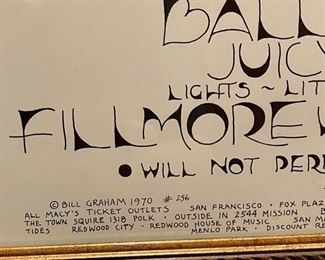 BALL
JUICY
LIGHTS ~ LIT
FILLMORE
• WILL NOT PER
© BILL GRAHAM 1970 # 256
ALL MACY'S TICKET OUTLETS SAN FRANCISCO • FOX PLAZ
THE TOWN SQUIRE 1318 POLK • OUTSIDE IN 2544 MISSION B
TIDES REDWOOD CITY • REDWOOD HOUSE OF MUSIC SAN M
MENLO PARK • DISCOUNT RE